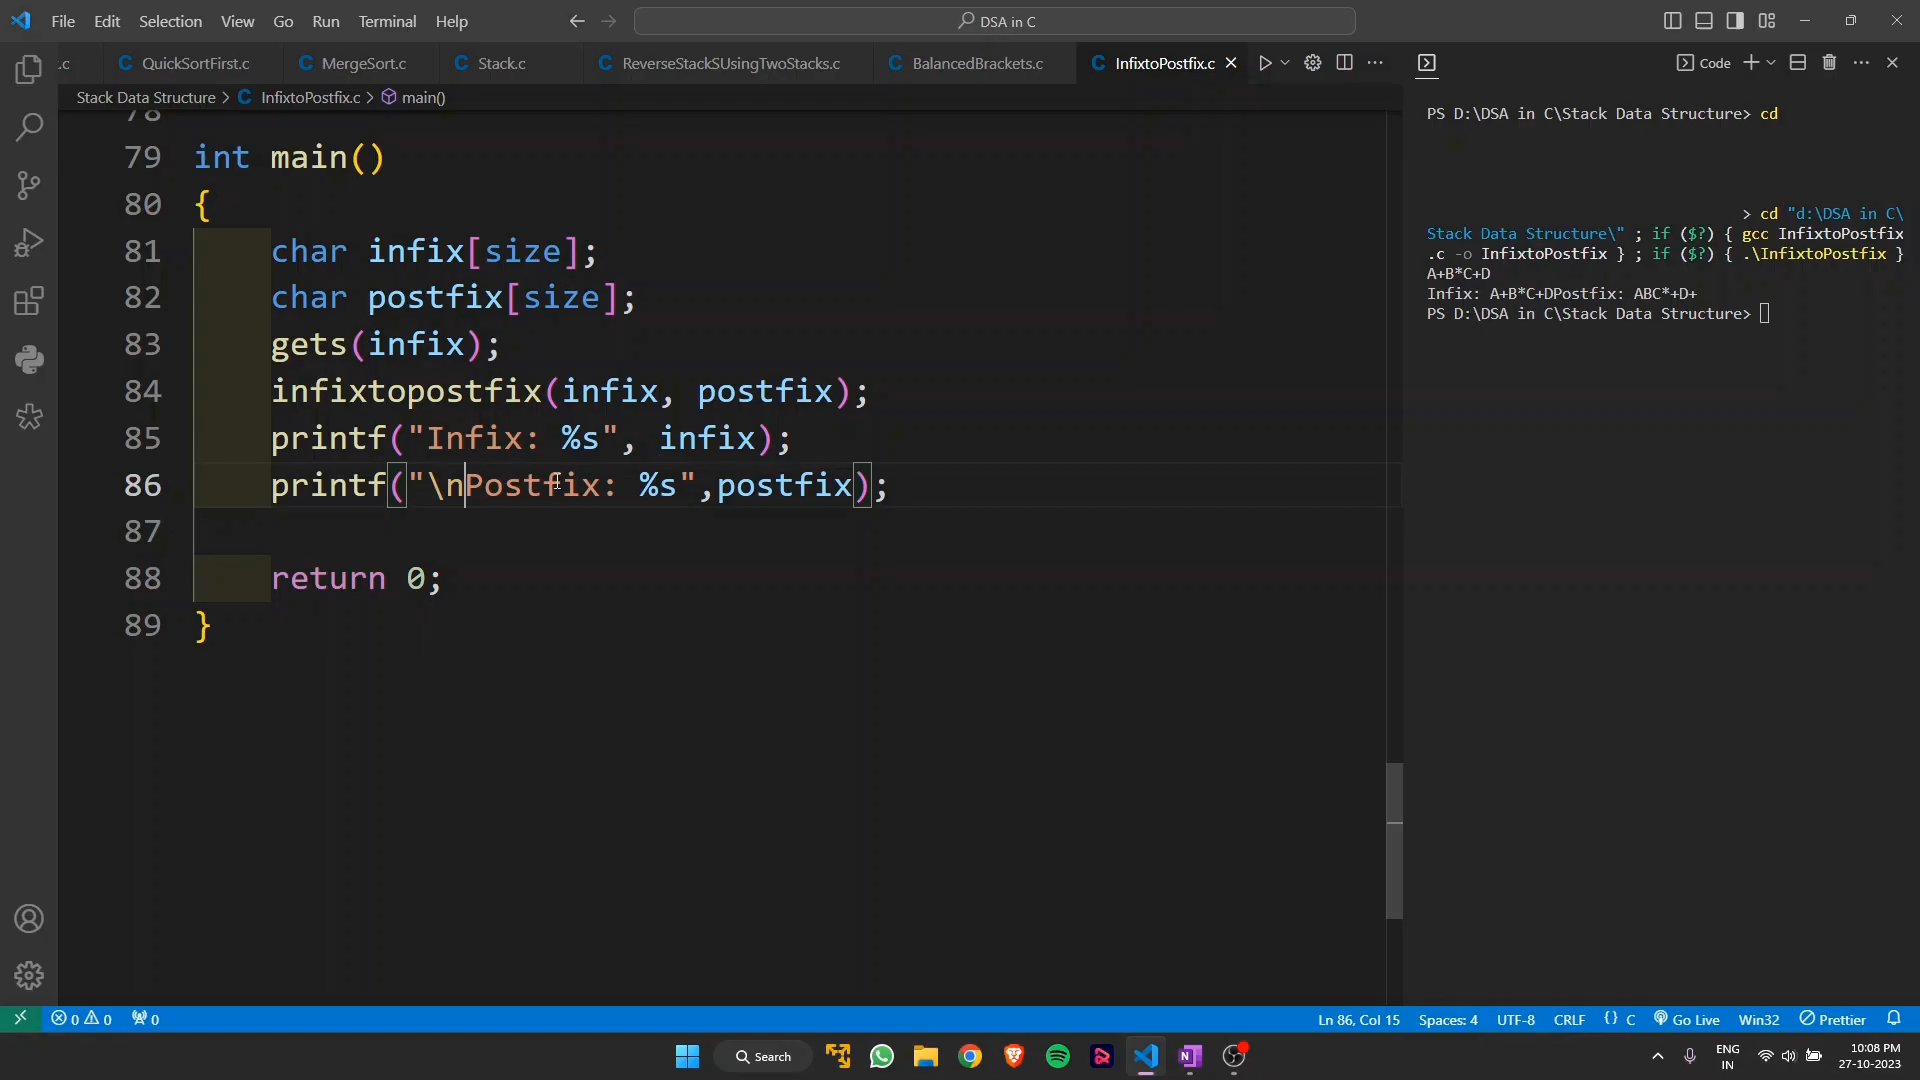 File Edit Selection View Go Run Terminal Help
DSA in C
.c QuickSortFirst.c MergeSort.c Stack.c ReverseStackSUsingTwoStacks.c BalancedBrackets.c InfixtoPostfix.c
Code
Stack Data Structure > C InfixtoPostfix.c > main()
78
79 int main()
80 {
81 char infix[size];
82 char postfix[size];
83 gets(infix);
84 infixtopostfix(infix, postfix);
85 printf("Infix: %s", infix);
86 printf("\nPostfix: %s",postfix);
87
88 return 0;
89 }
PS D:\DSA in C\Stack Data Structure> cd
> cd "d:\DSA in C\
Stack Data Structure\" ; if ($?) { gcc InfixtoPostfix
.c -o InfixtoPostfix } ; if ($?) { .\InfixtoPostfix }
A+B*C+D
Infix: A+B*C+DPostfix: ABC*+D+
PS D:\DSA in C\Stack Data Structure>
0 0 0
Ln 86, Col 15 Spaces: 4 UTF-8 CRLF {} C Go Live Win32 Prettier
Search
ENG
IN
10:08 PM
27-10-2023